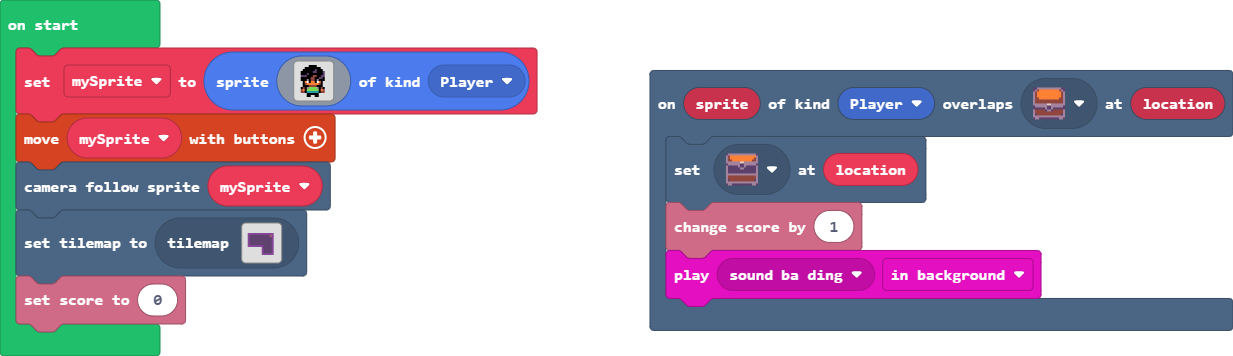 on start
set mySprite to sprite of kind Player
move mySprite with buttons
camera follow sprite mySprite
set tilemap to tilemap
set score to 0
on sprite of kind Player overlaps at location
set at location
change score by 1
play sound ba ding in background